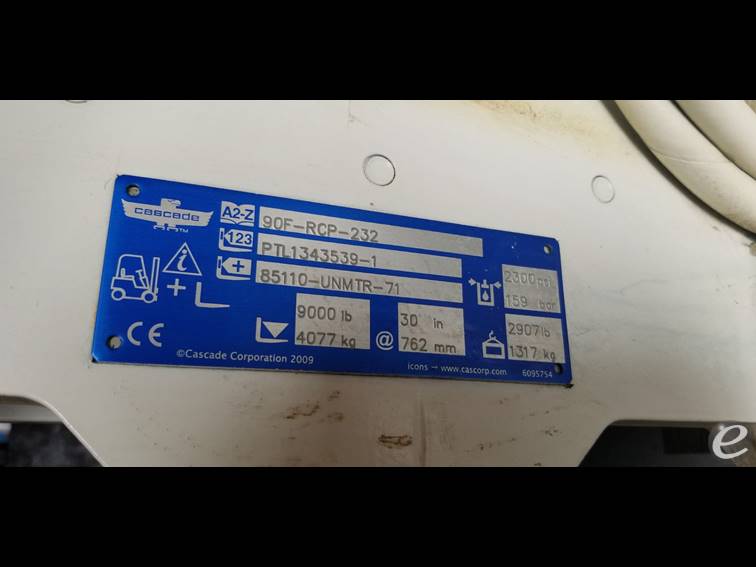 cascade
TM
A2-Z 90F-RCP-232
123 PTL1343539-1
85110-UNMTR-71
2300 psi
159 bar
9000 lb
4077 kg
@
30 in
762 mm
2907 lb
1317 kg
CE
©Cascade Corporation 2009
icons → www.cascorp.com
6095754
e